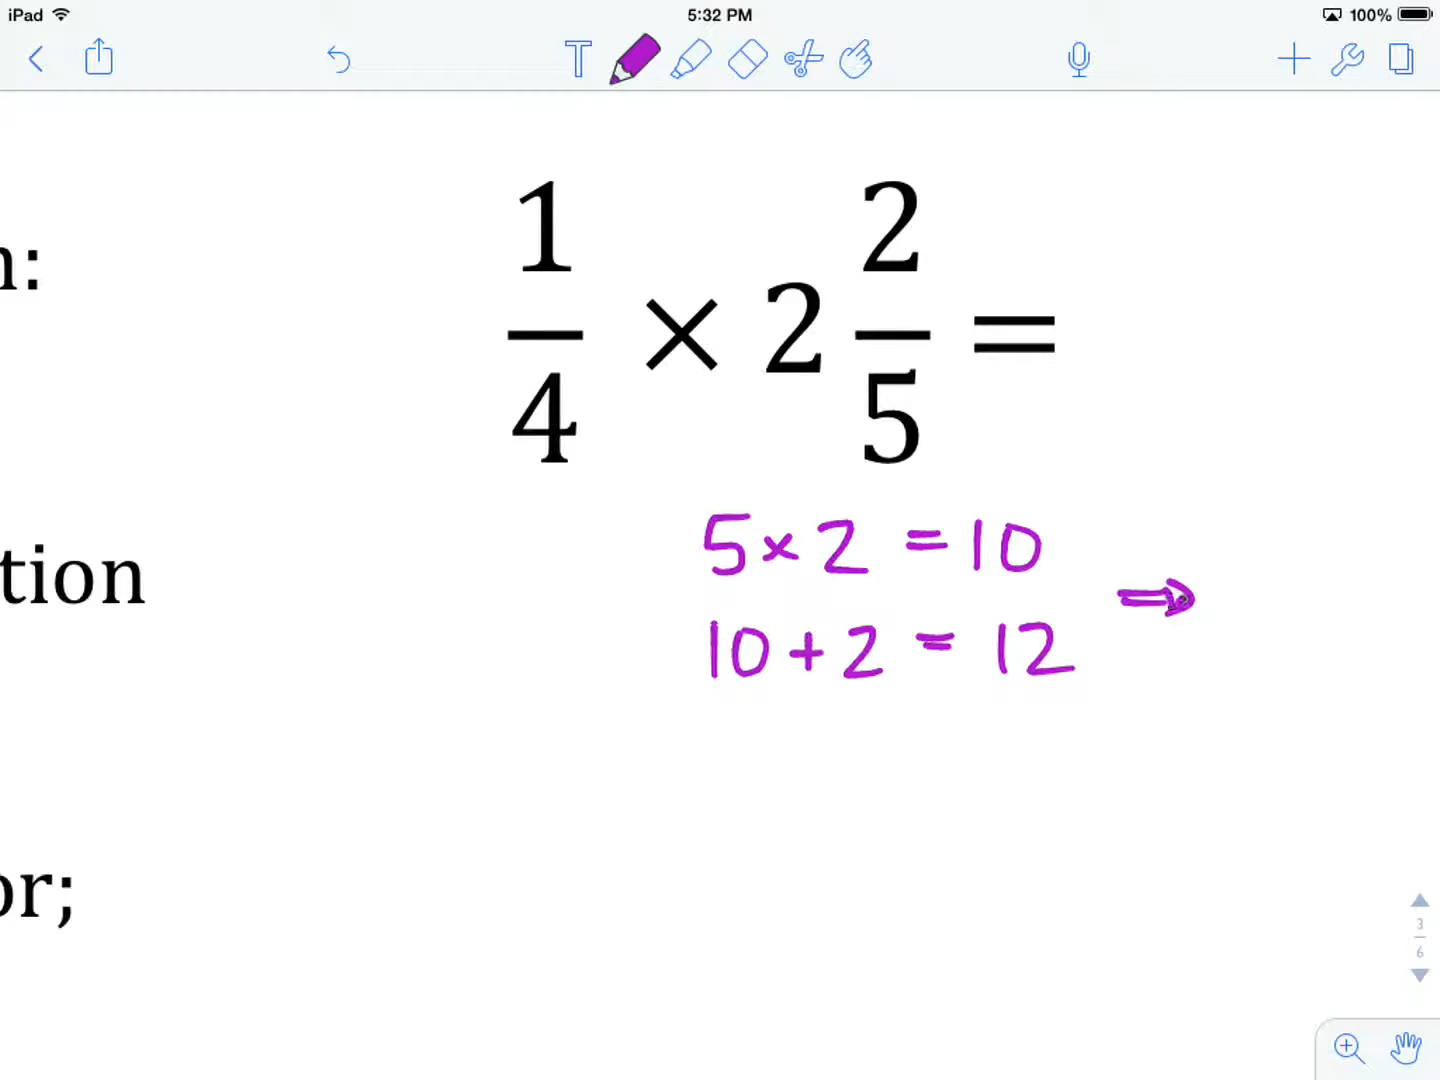 iPad 5:32 PM 100%
T
n:
1/4 × 2 2/5 =
5×2 = 10
⇒
tion
10+2 = 12
or;
3
6